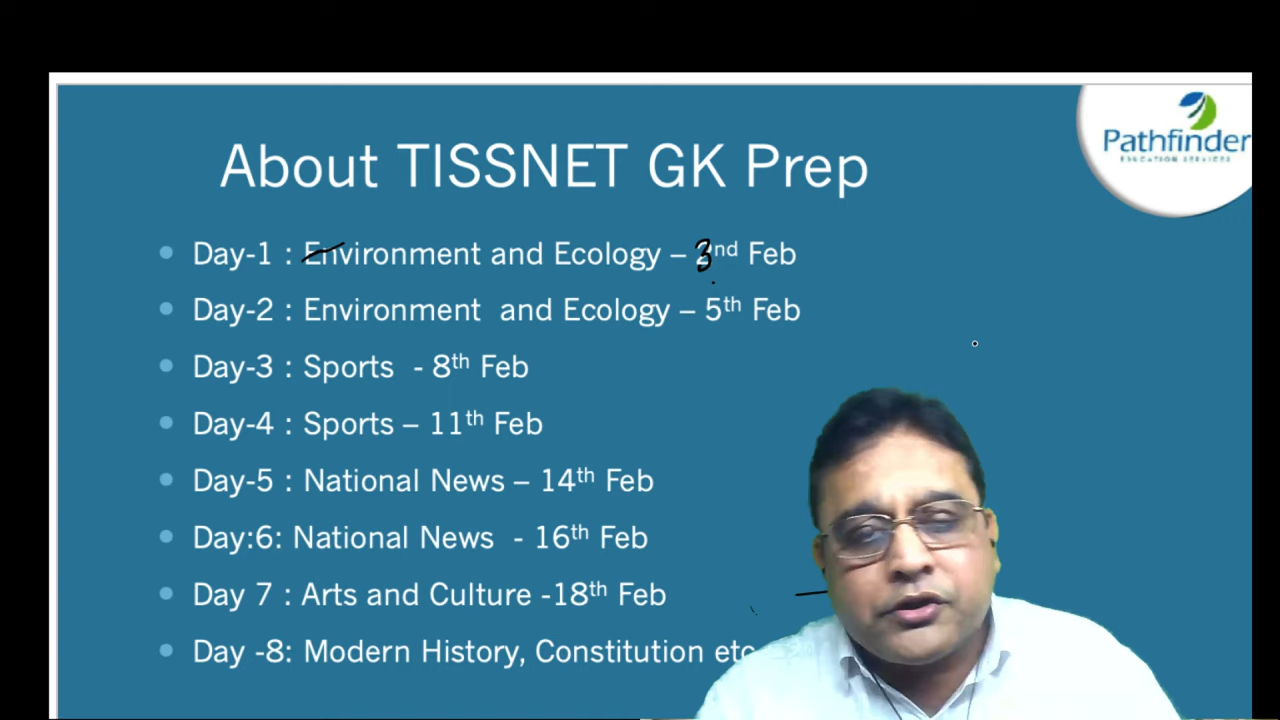 Pathfinder
EDUCATION SERVICES
About TISSNET GK Prep
Day-1 : Environment and Ecology – 3nd Feb
Day-2 : Environment and Ecology – 5th Feb
Day-3 : Sports - 8th Feb
Day-4 : Sports – 11th Feb
Day-5 : National News – 14th Feb
Day:6: National News - 16th Feb
Day 7 : Arts and Culture -18th Feb
Day -8: Modern History, Constitution etc